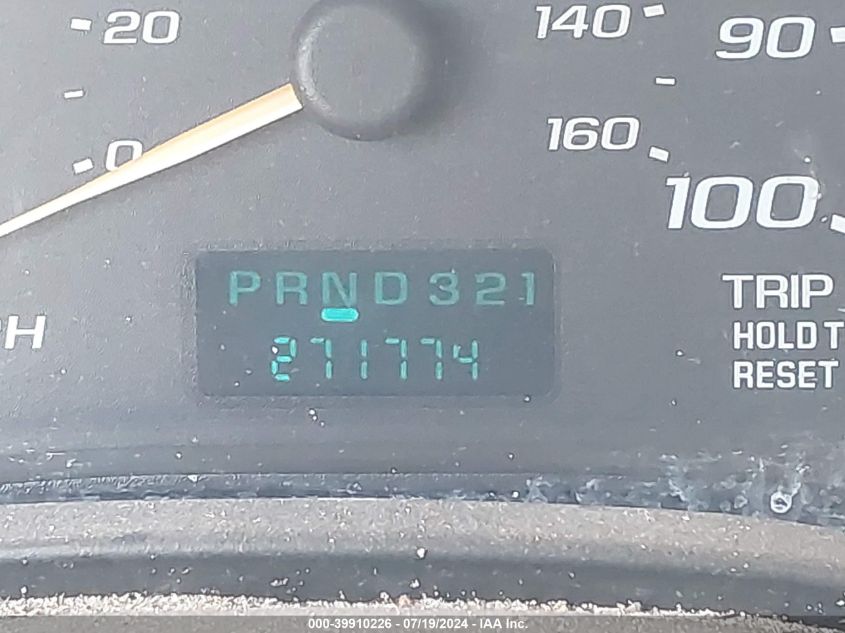 20
0
140
160
90
100
PRND321
271774
TRIP
HOLD T
RESET
H
000-39910226 - 07/19/2024 - IAA Inc.